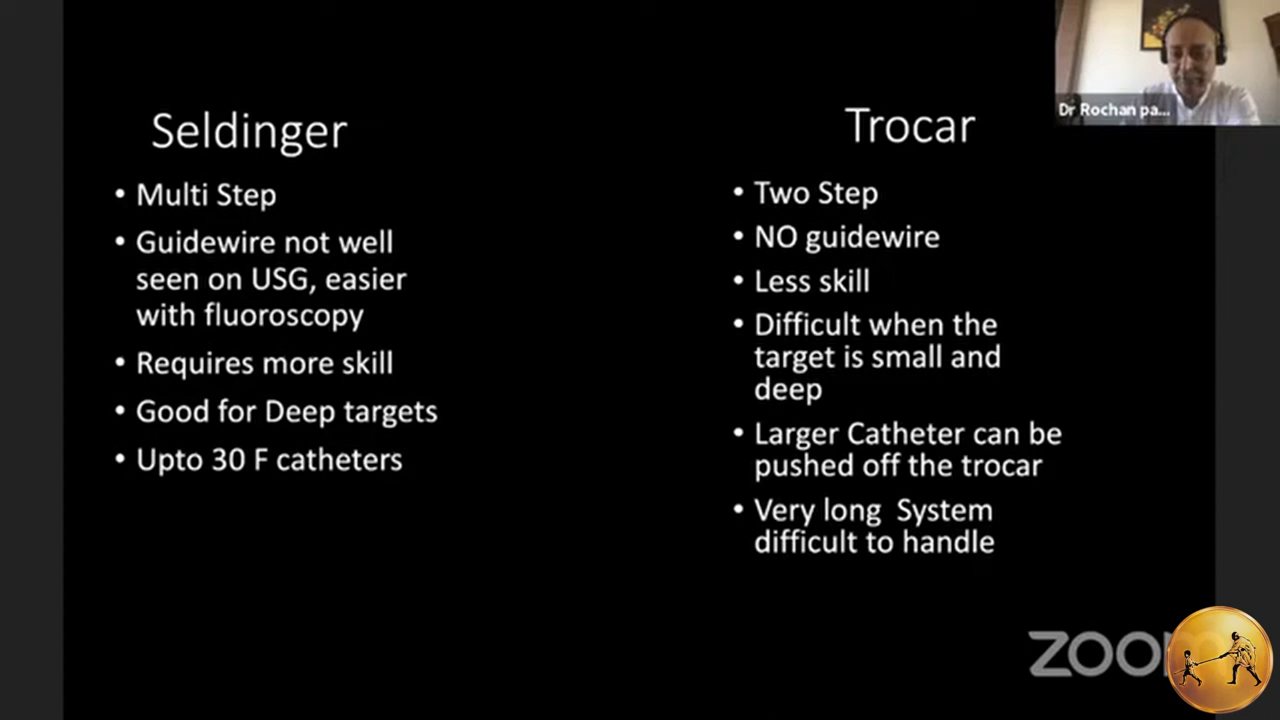 Seldinger
• Multi Step
• Guidewire not well
seen on USG, easier
with fluoroscopy
• Requires more skill
• Good for Deep targets
• Upto 30 F catheters
Trocar
• Two Step
• NO guidewire
• Less skill
• Difficult when the
target is small and
deep
• Larger Catheter can be
pushed off the trocar
• Very long System
difficult to handle
Dr Rochan pa...
zoom